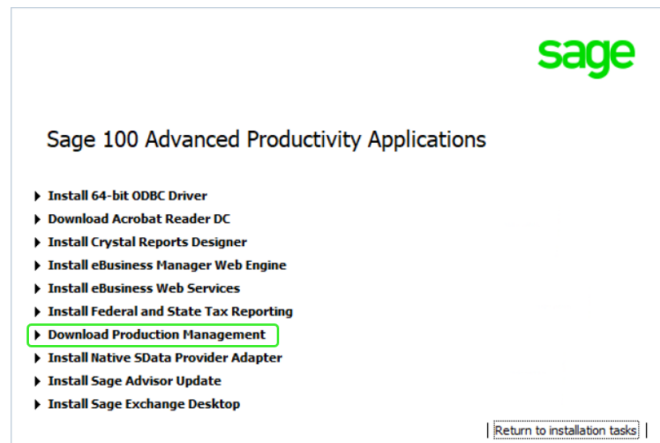 sage
Sage 100 Advanced Productivity Applications
Install 64-bit ODBC Driver
Download Acrobat Reader DC
Install Crystal Reports Designer
Install eBusiness Manager Web Engine
Install eBusiness Web Services
Install Federal and State Tax Reporting
Download Production Management
Install Native SData Provider Adapter
Install Sage Advisor Update
Install Sage Exchange Desktop
Return to installation tasks